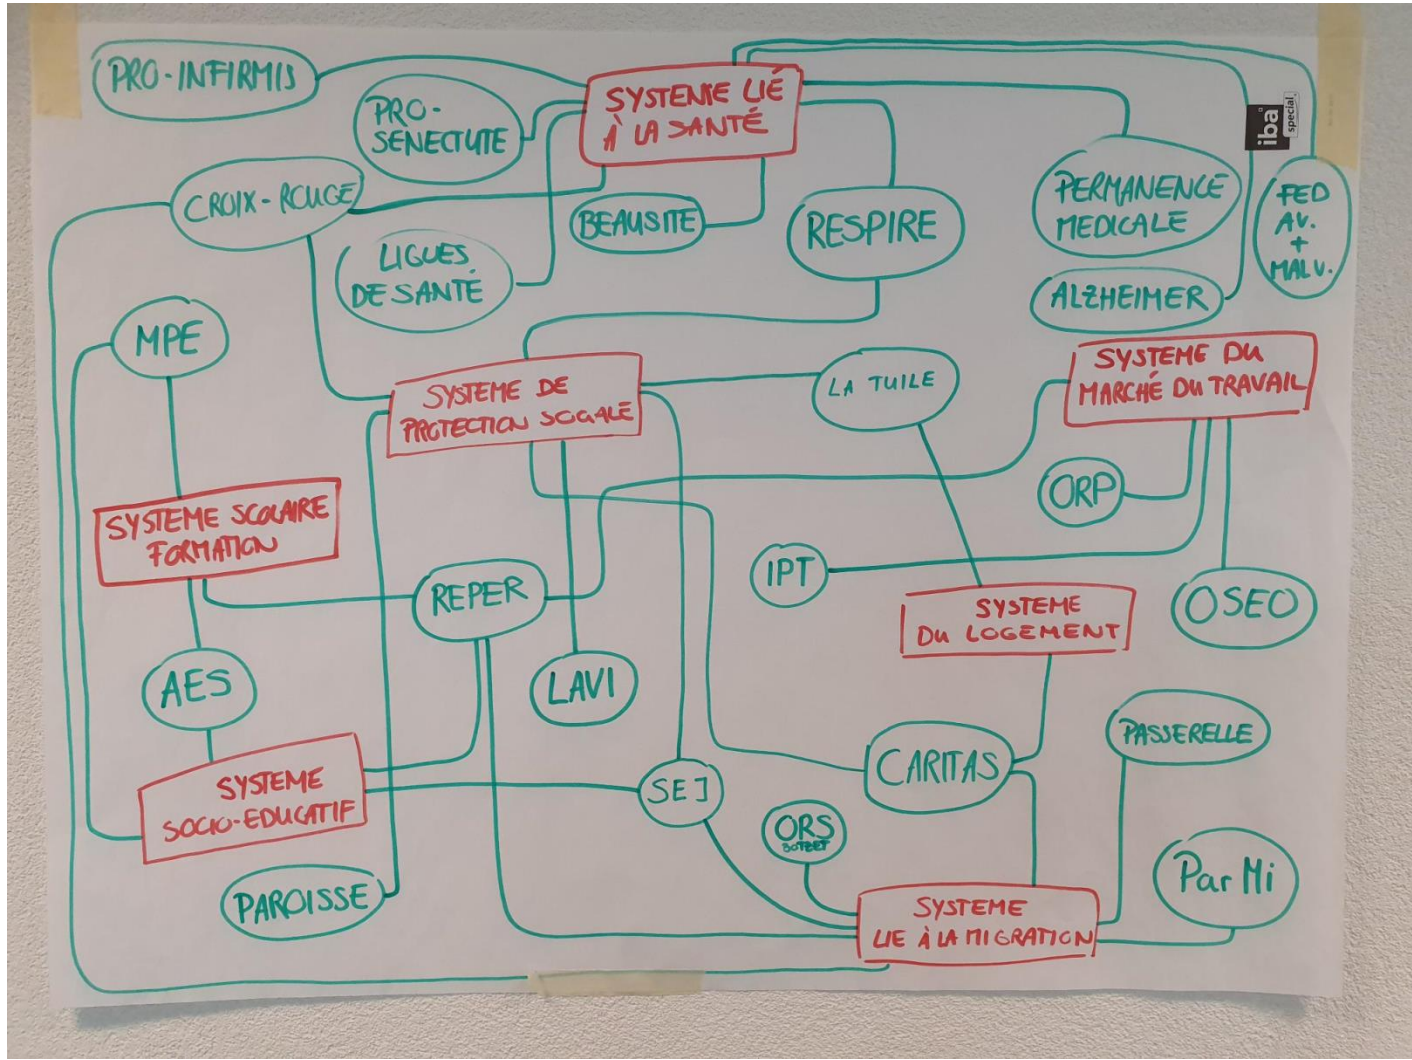 PRO-INFIRMIS
PRO-
SENECTUTE
SYSTEME LIÉ
À LA SANTÉ
iba
special
CROIX-ROUGE
LIGUES
DE SANTÉ
BEAUSITE
RESPIRE
PERMANENCE
MEDICALE
ALZHEIMER
FED
AV.
+
MALV.
MPE
SYSTEME DE
PROTECTION SOCIALE
LA TUILE
SYSTEME DU
MARCHÉ DU TRAVAIL
SYSTEME SCOLAIRE
FORMATION
REPER
IPT
ORP
OSEO
SYSTEME
DU LOGEMENT
AES
LAVI
SYSTEME
SOCIO-EDUCATIF
SEJ
CARITAS
PASSERELLE
ORS
BOTZET
ParMi
PAROISSE
SYSTEME
LIE À LA MIGRATION